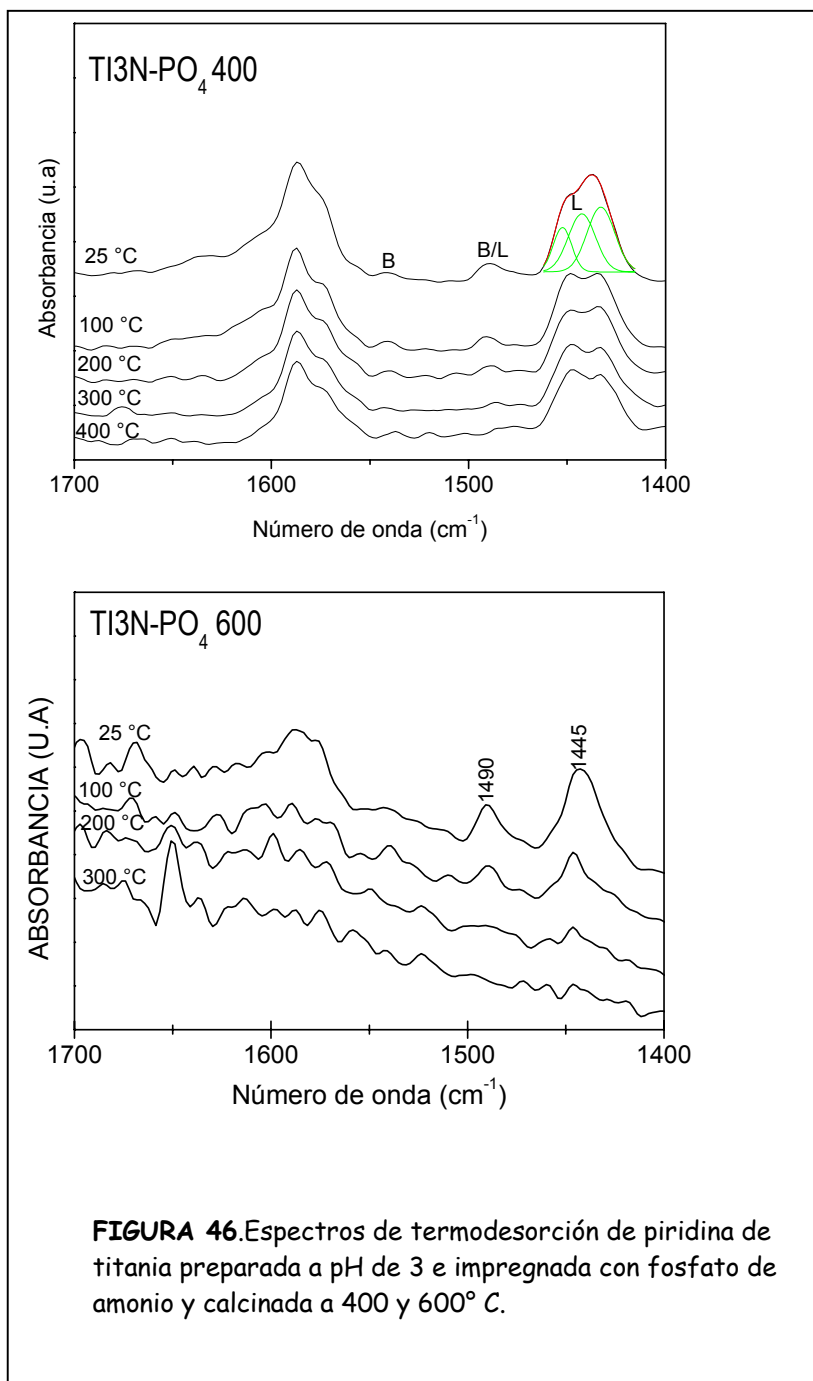 TI3N-PO4 400
Absorbancia (u.a)
25 °C
100 °C
200 °C
300 °C
400 °C
B
B/L
L
1700
1600
1500
1400
Número de onda (cm-1)
TI3N-PO4 600
ABSORBANCIA (U.A)
25 °C
100 °C
200 °C
300 °C
1490
1445
1700
1600
1500
1400
Número de onda (cm-1)
FIGURA 46.Espectros de termodesorción de piridina de
titania preparada a pH de 3 e impregnada con fosfato de
amonio y calcinada a 400 y 600° C.